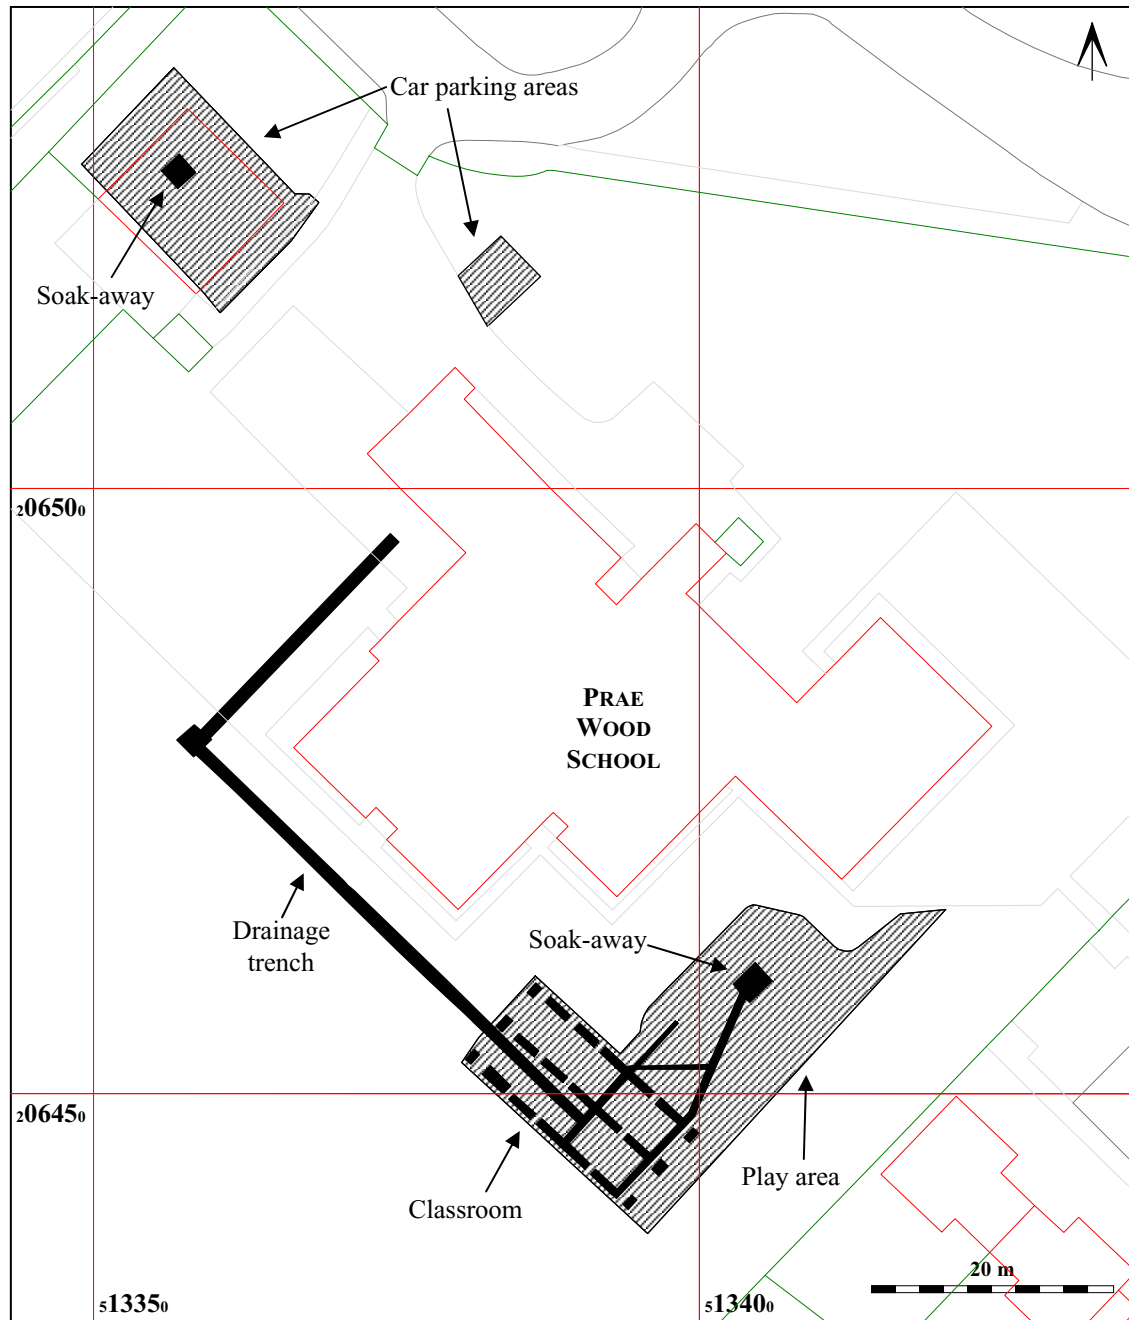 Car parking areas
Soak-away
206500
PRAE
WOOD
SCHOOL
Drainage
trench
Soak-away
206450
Play area
Classroom
20 m
513350
513400